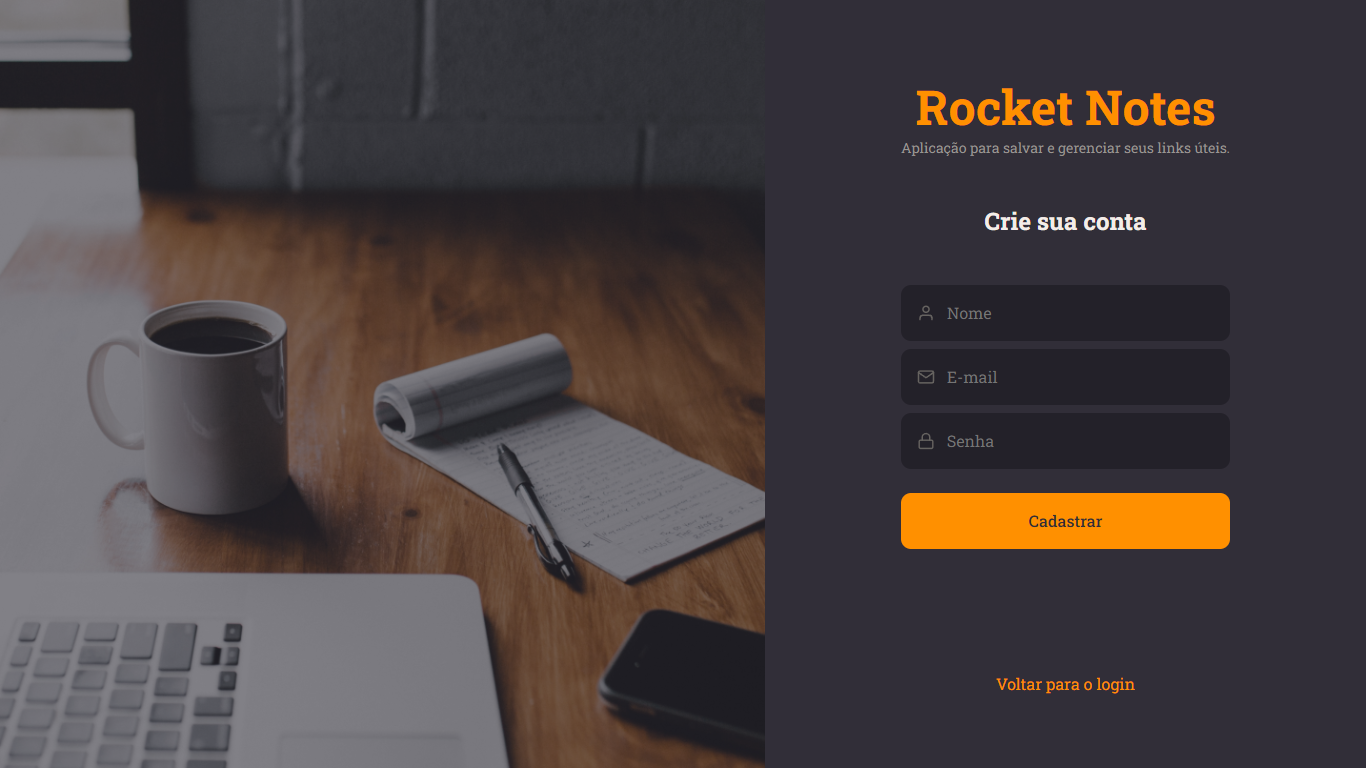 Rocket Notes
Aplicação para salvar e gerenciar seus links úteis.
Crie sua conta
Nome
E-mail
Senha
Cadastrar
Voltar para o login